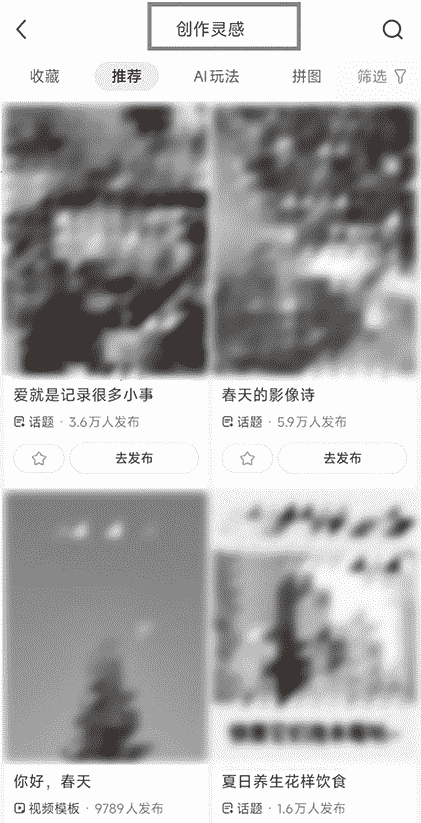 创作灵感
收藏 推荐 AI玩法 拼图 筛选
爱就是记录很多小事
话题 · 3.6万人发布
去发布
春天的影像诗
话题 · 5.9万人发布
去发布
你好，春天
视频模板 · 9789人发布
夏日养生花样饮食
话题 · 1.6万人发布